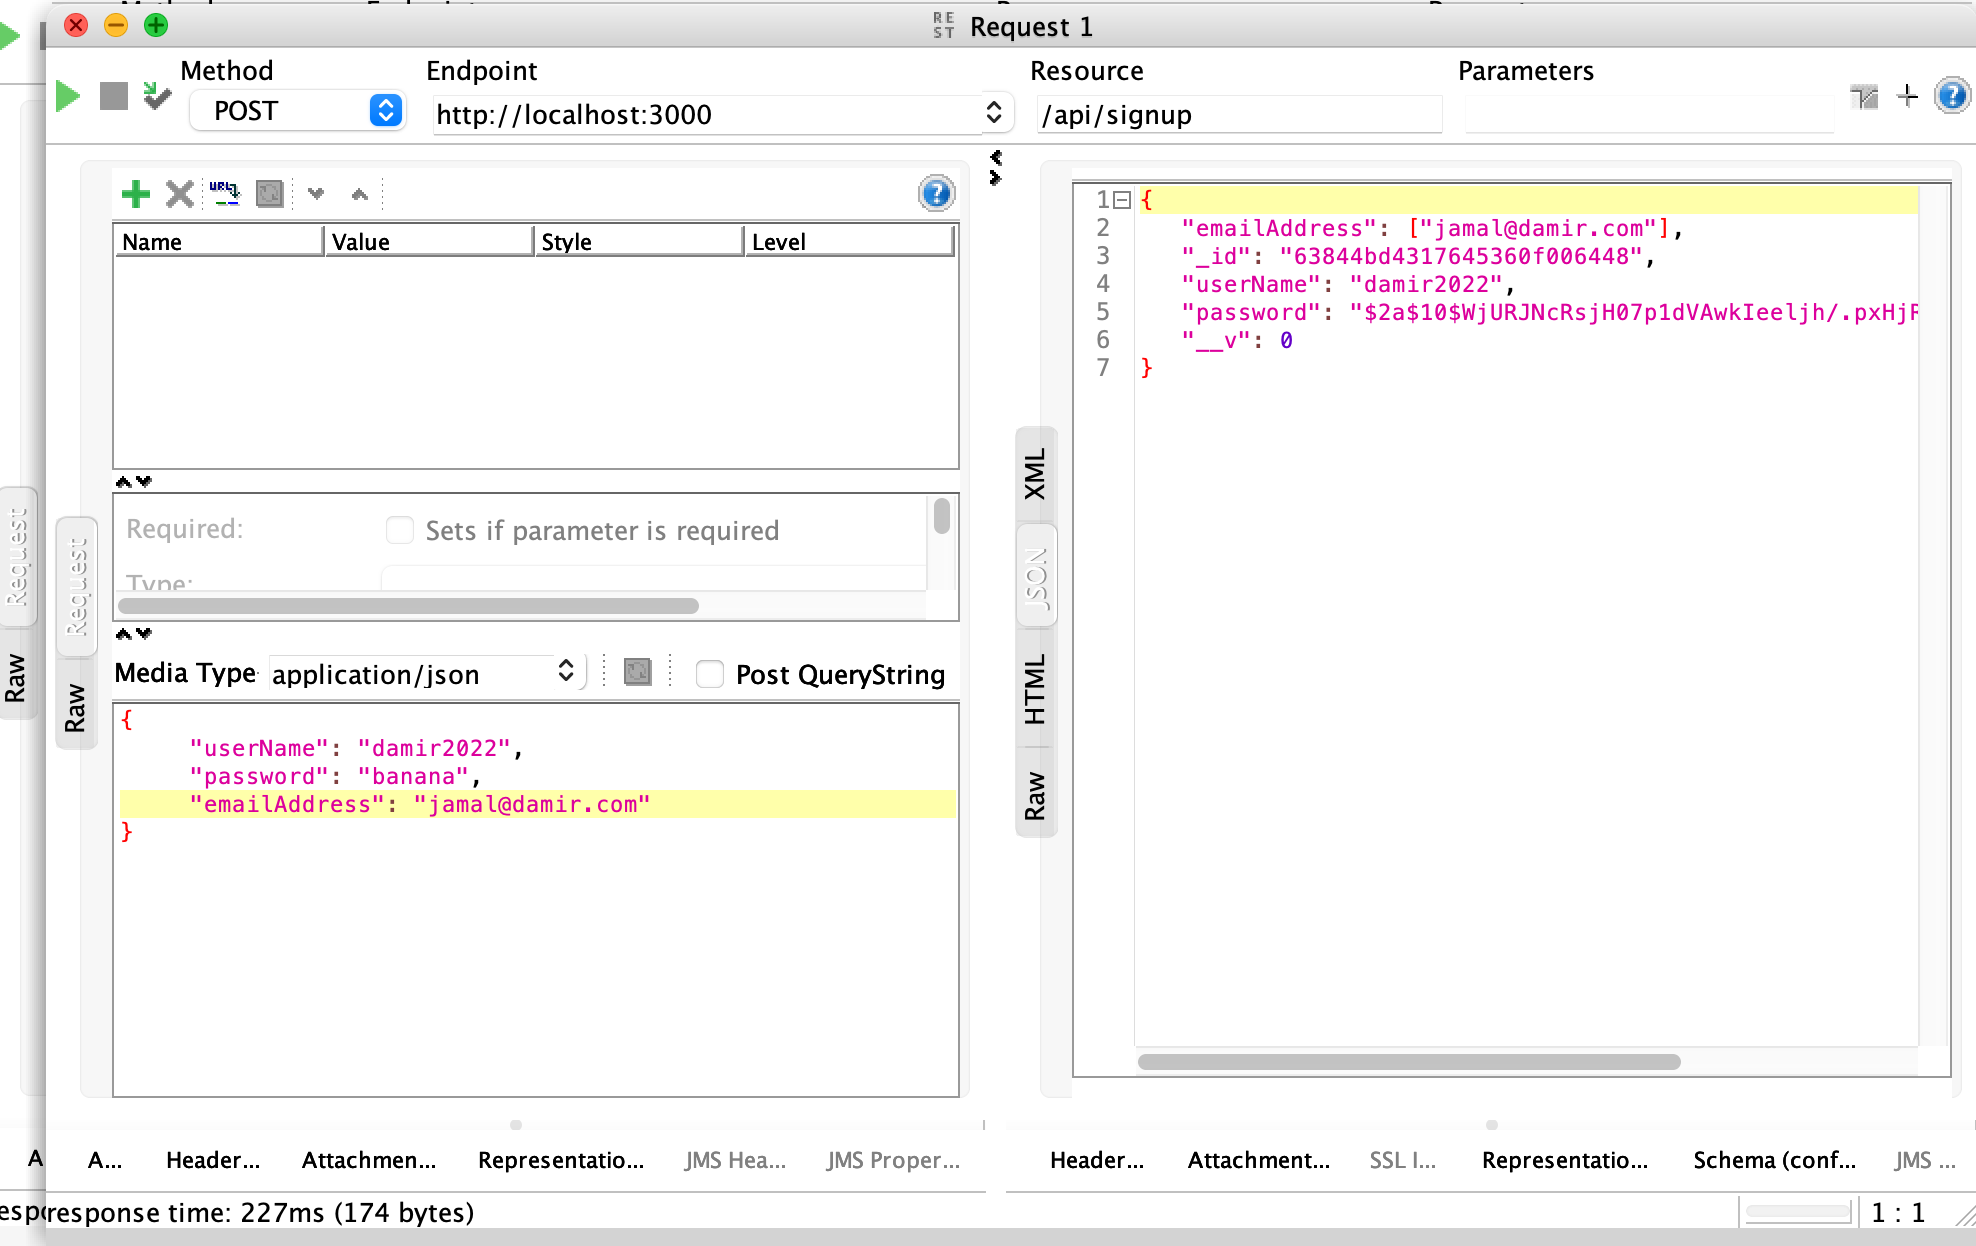 REST Request 1
Method Endpoint Resource Parameters
POST http://localhost:3000 /api/signup
Name Value Style Level
Required: Sets if parameter is required
Type:
Media Type application/json Post QueryString
{
"userName": "damir2022",
"password": "banana",
"emailAddress": "jamal@damir.com"
}
Request
Raw
Request
Raw
XML
JSON
HTML
Raw
1 {
2 "emailAddress": ["jamal@damir.com"],
3 "_id": "63844bd4317645360f006448",
4 "userName": "damir2022",
5 "password": "$2a$10$WjURJNcRsjH07p1dVAwkIeeljh/.pxHjF
6 "__v": 0
7 }
A A... Header... Attachmen... Representatio... JMS Hea... JMS Proper...
Header... Attachment... SSL I... Representatio... Schema (conf... JMS ...
response time: 227ms (174 bytes)
1 : 1